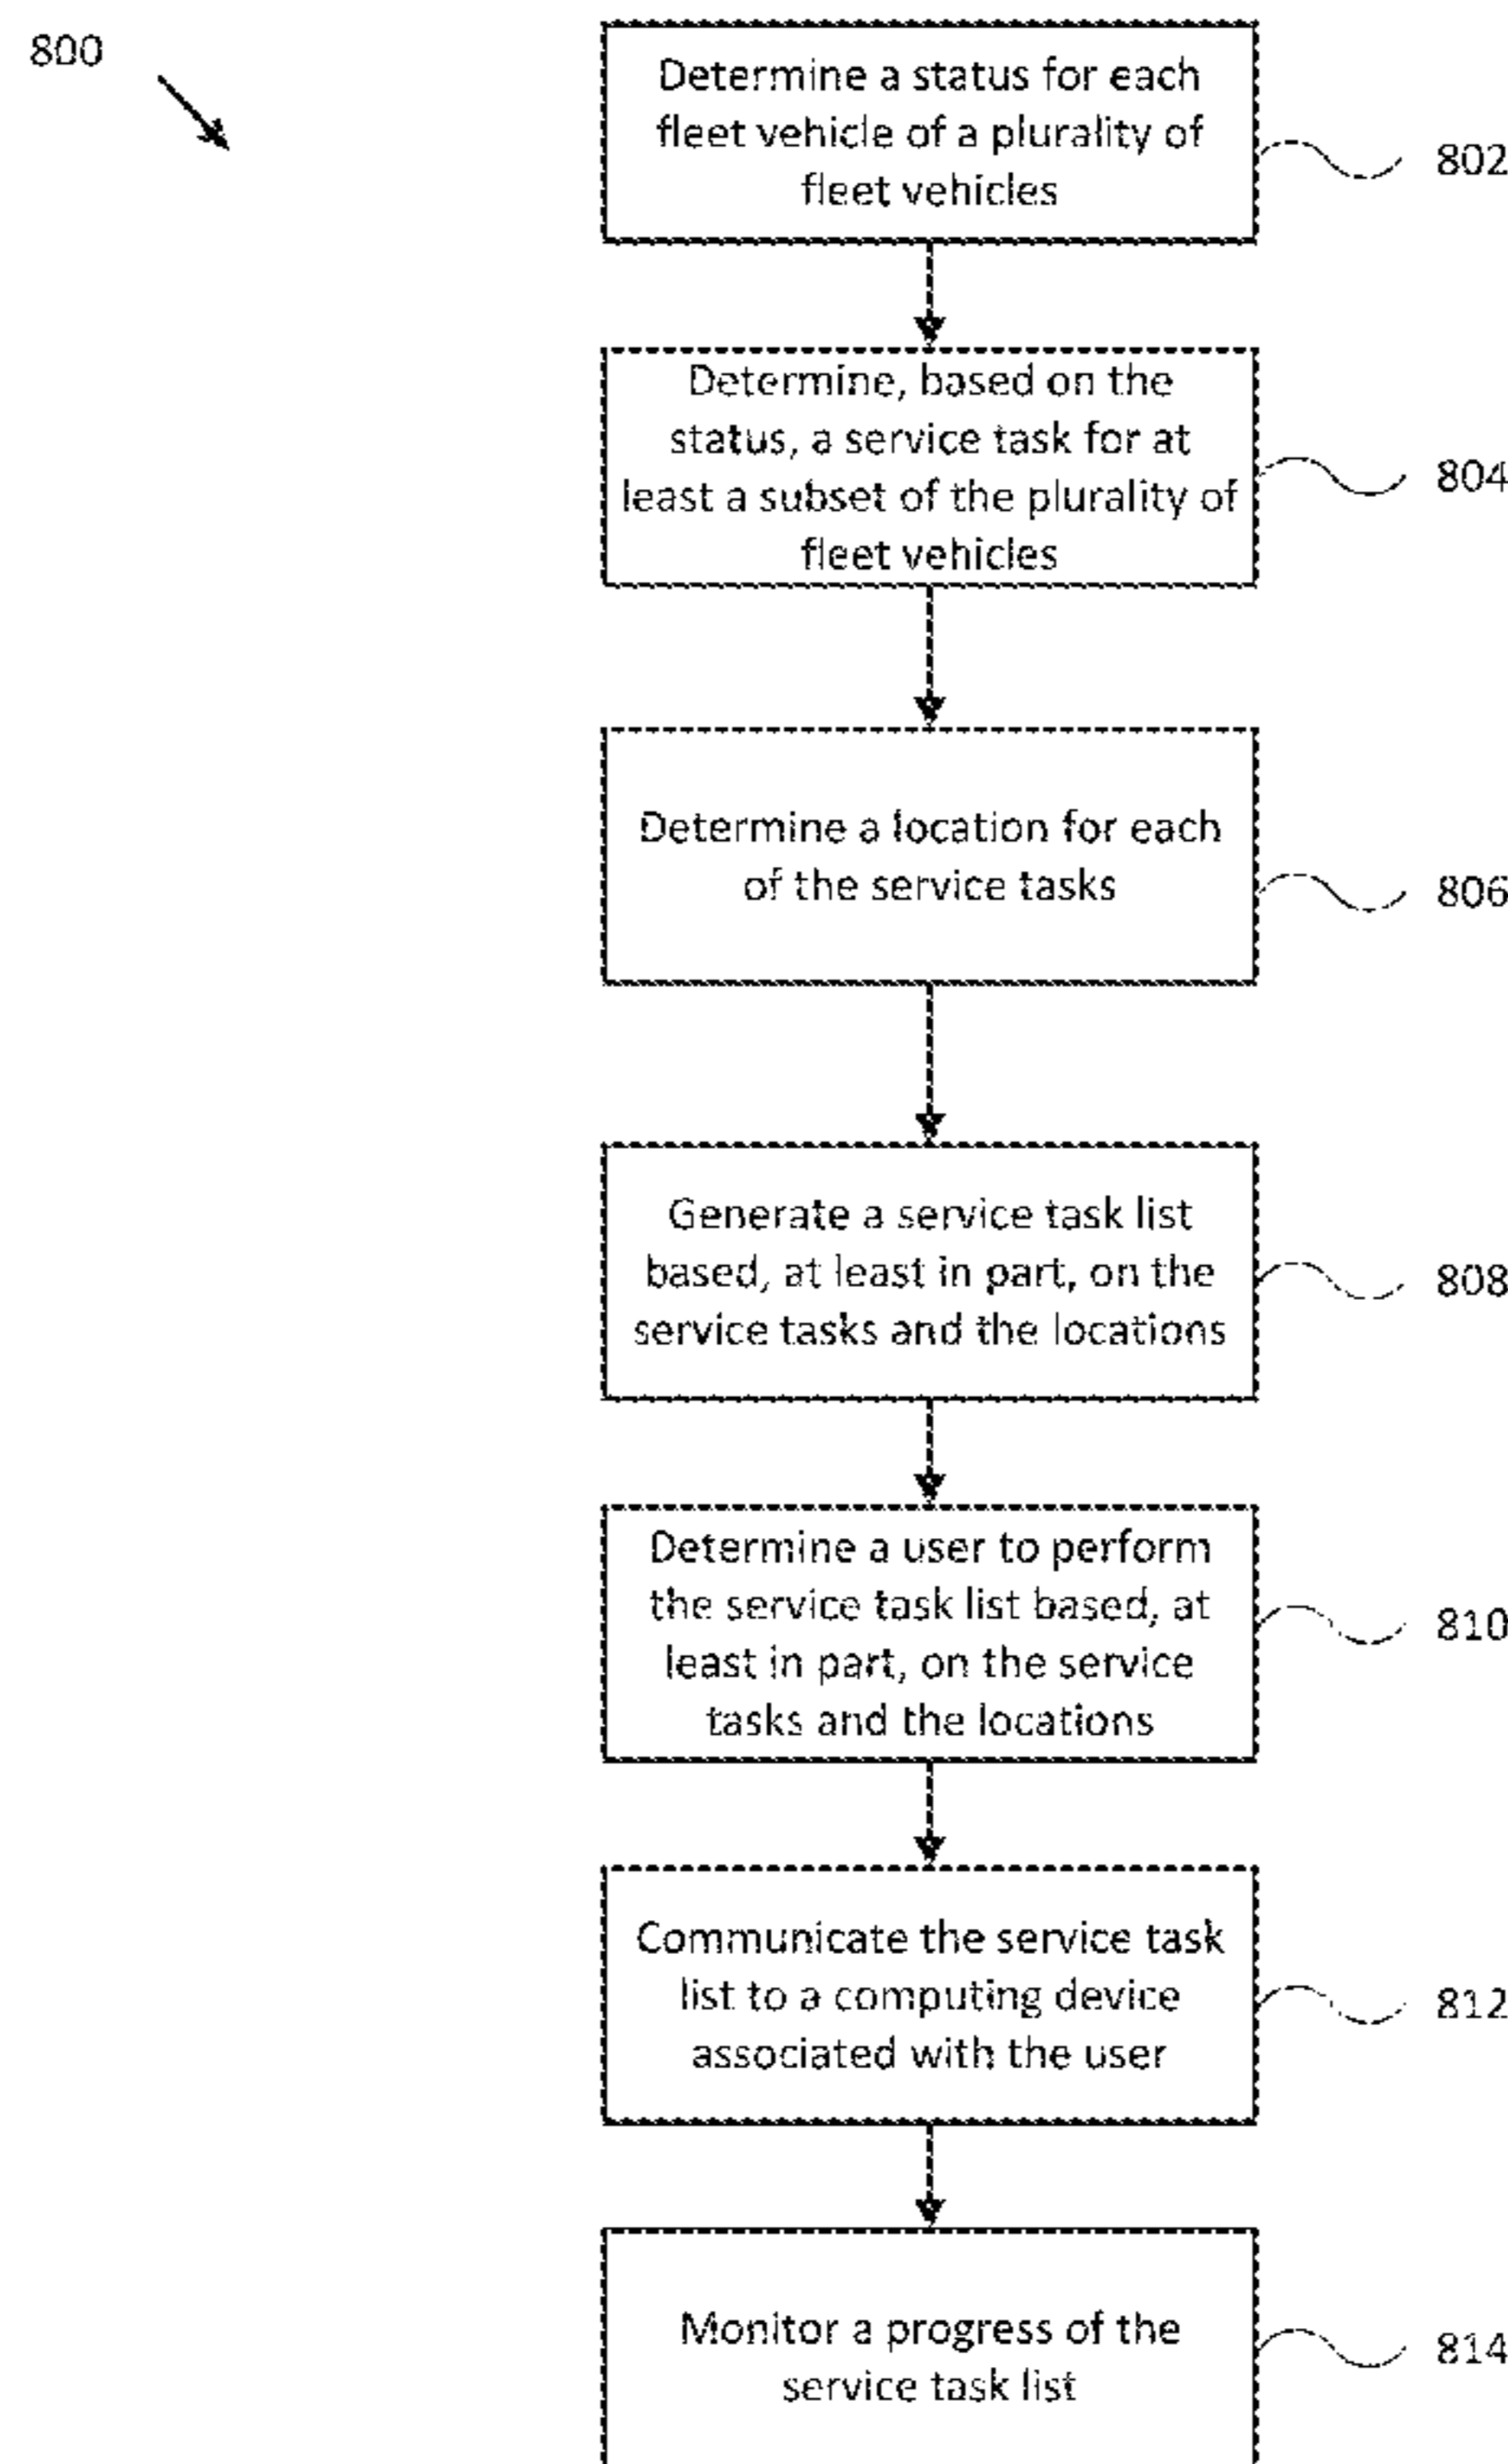 800
Determine a status for each
fleet vehicle of a plurality of
fleet vehicles
802
Determine, based on the
status, a service task for at
least a subset of the plurality of
fleet vehicles
804
Determine a location for each
of the service tasks
806
Generate a service task list
based, at least in part, on the
service tasks and the locations
808
Determine a user to perform
the service task list based, at
least in part, on the service
tasks and the locations
810
Communicate the service task
list to a computing device
associated with the user
812
Monitor a progress of the
service task list
814